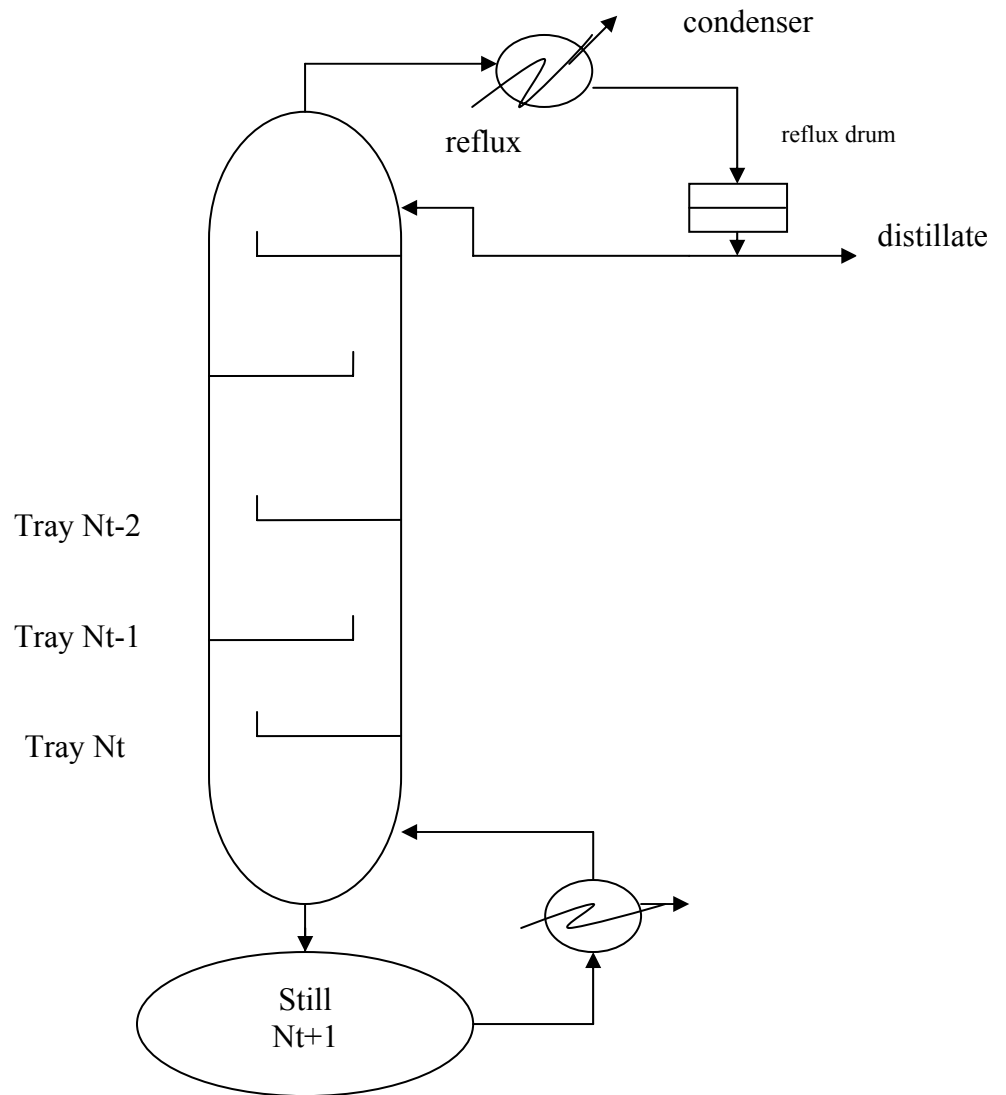 condenser
reflux
reflux drum
distillate
Tray Nt-2
Tray Nt-1
Tray Nt
Still
Nt+1